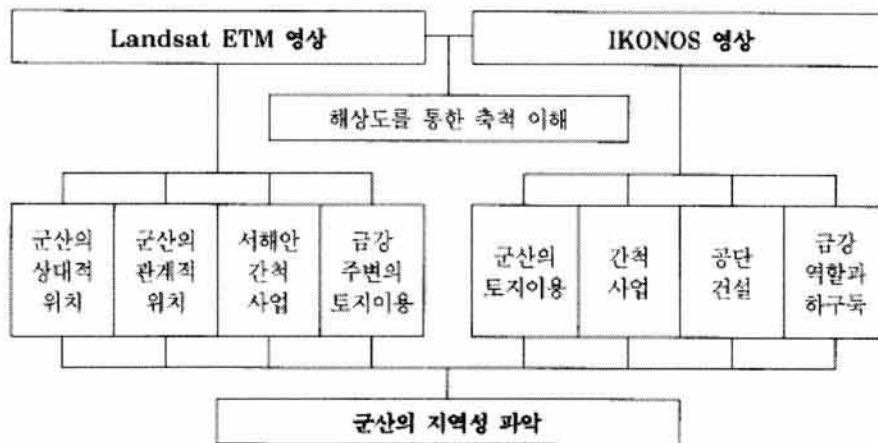 Landsat ETM 영상
IKONOS 영상
해상도를 통한 축척 이해
군산의
상대적
위치
군산의
관계적
위치
서해안
간척
사업
금강
주변의
토지이용
군산의
토지이용
간척
사업
공단
건설
금강
역할과
하구둑
군산의 지역성 파악